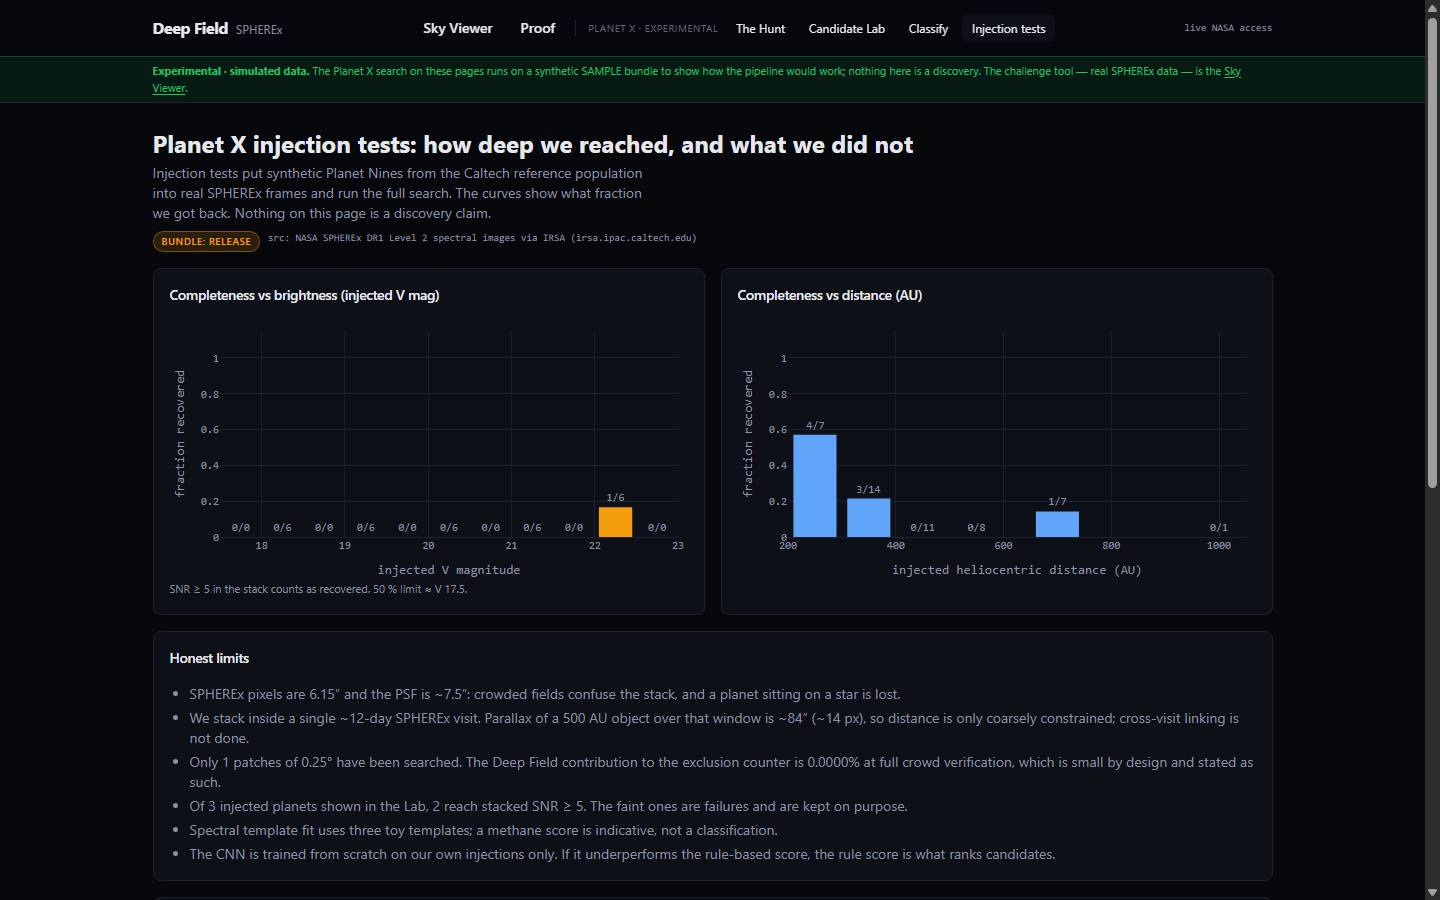 Deep Field SPHEREx
Sky Viewer
Proof
PLANET X · EXPERIMENTAL
The Hunt
Candidate Lab
Classify
Injection tests
live NASA access
Experimental · simulated data. The Planet X search on these pages runs on a synthetic SAMPLE bundle to show how the pipeline would work; nothing here is a discovery. The challenge tool — real SPHEREx data — is the Sky
Viewer.
Planet X injection tests: how deep we reached, and what we did not
Injection tests put synthetic Planet Nines from the Caltech reference population
into real SPHEREx frames and run the full search. The curves show what fraction
we got back. Nothing on this page is a discovery claim.
BUNDLE: RELEASE
src: NASA SPHEREx DR1 Level 2 spectral images via IRSA (irsa.ipac.caltech.edu)
Completeness vs brightness (injected V mag)
fraction recovered
1
0.8
0.6
0.4
0.2
0
0/0 0/6 0/0 0/6 0/0 0/6 0/0 0/6 0/0 1/6 0/0
18 19 20 21 22 23
injected V magnitude
SNR ≥ 5 in the stack counts as recovered. 50 % limit ≈ V 17.5.
Completeness vs distance (AU)
fraction recovered
1
0.8
0.6
0.4
0.2
0
4/7 3/14 0/11 0/8 1/7 0/1
200 400 600 800 1000
injected heliocentric distance (AU)
Honest limits
• SPHEREx pixels are 6.15″ and the PSF is ~7.5″: crowded fields confuse the stack, and a planet sitting on a star is lost.
• We stack inside a single ~12-day SPHEREx visit. Parallax of a 500 AU object over that window is ~84″ (~14 px), so distance is only coarsely constrained; cross-visit linking is
not done.
• Only 1 patches of 0.25° have been searched. The Deep Field contribution to the exclusion counter is 0.0000% at full crowd verification, which is small by design and stated as
such.
• Of 3 injected planets shown in the Lab, 2 reach stacked SNR ≥ 5. The faint ones are failures and are kept on purpose.
• Spectral template fit uses three toy templates; a methane score is indicative, not a classification.
• The CNN is trained from scratch on our own injections only. If it underperforms the rule-based score, the rule score is what ranks candidates.